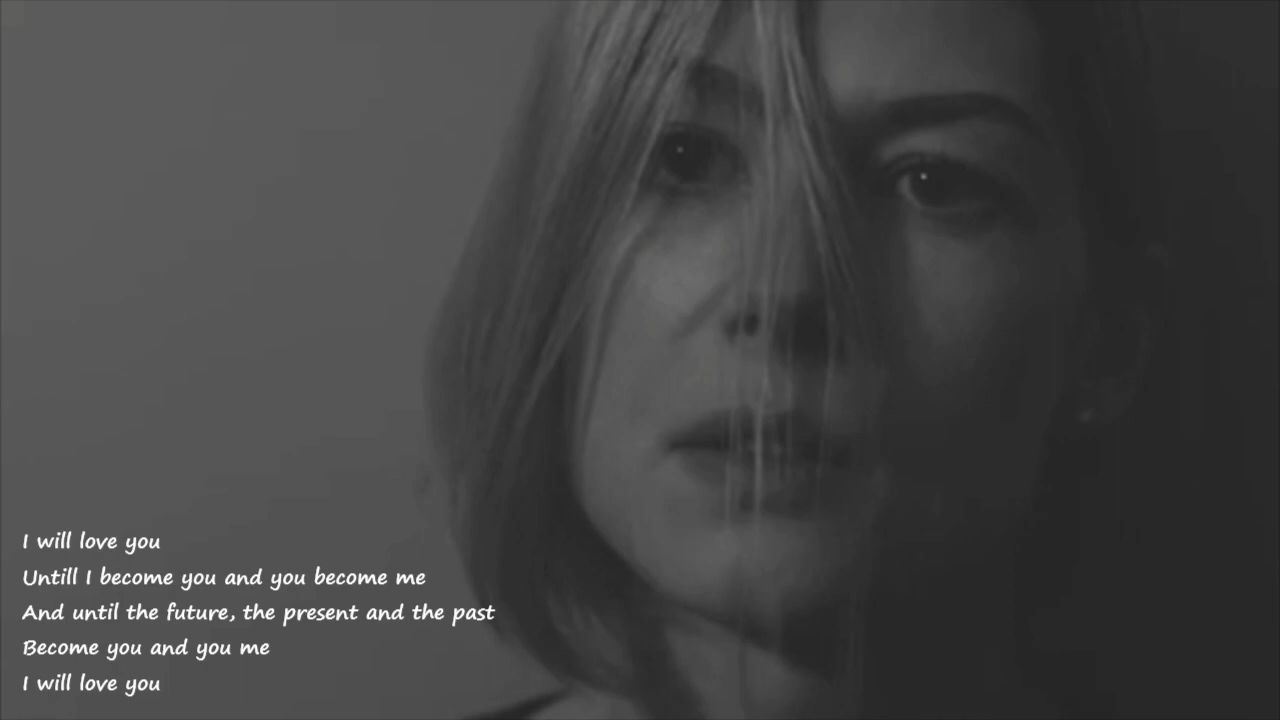 I will love you
Untill I become you and you become me
And until the future, the present and the past
Become you and you me
I will love you